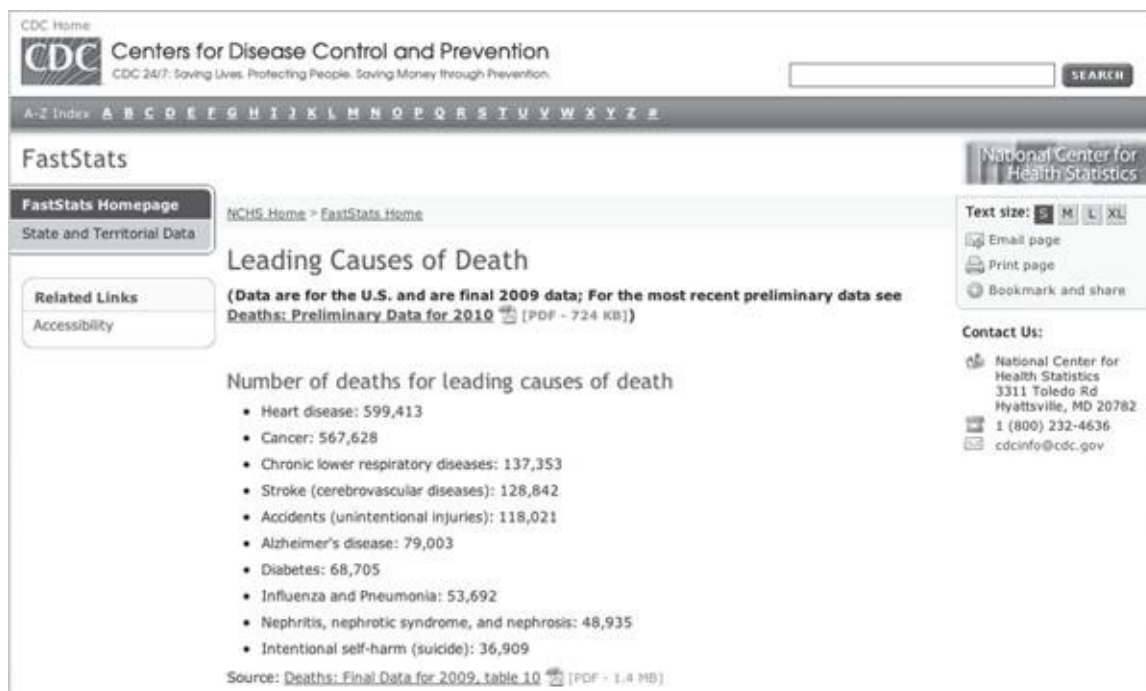 CDC Home
CDC
Centers for Disease Control and Prevention
CDC 24/7: Saving Lives. Protecting People. Saving Money through Prevention.
SEARCH
A-Z Index A B C D E F G H I J K L M N O P Q R S T U V W X Y Z #
FastStats
National Center for
Health Statistics
FastStats Homepage
State and Territorial Data
Related Links
Accessibility
NCHS Home > FastStats Home
Leading Causes of Death
(Data are for the U.S. and are final 2009 data; For the most recent preliminary data see
Deaths: Preliminary Data for 2010 [PDF - 724 KB])
Number of deaths for leading causes of death
• Heart disease: 599,413
• Cancer: 567,628
• Chronic lower respiratory diseases: 137,353
• Stroke (cerebrovascular diseases): 128,842
• Accidents (unintentional injuries): 118,021
• Alzheimer's disease: 79,003
• Diabetes: 68,705
• Influenza and Pneumonia: 53,692
• Nephritis, nephrotic syndrome, and nephrosis: 48,935
• Intentional self-harm (suicide): 36,909
Source: Deaths: Final Data for 2009, table 10 [PDF - 1.4 MB]
Text size: S M L XL
Email page
Print page
Bookmark and share
Contact Us:
National Center for
Health Statistics
3311 Toledo Rd
Hyattsville, MD 20782
1 (800) 232-4636
cdcinfo@cdc.gov